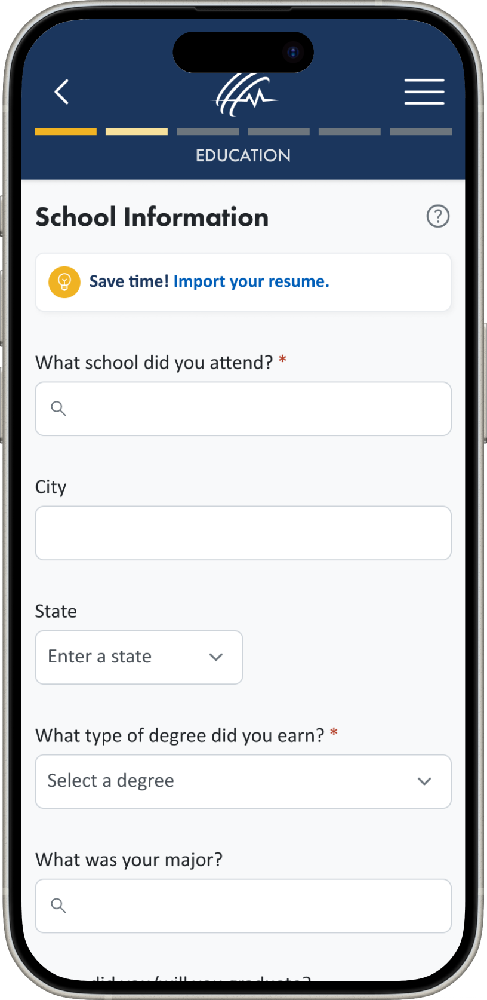 EDUCATION
School Information
Save time! Import your resume.
What school did you attend? *
City
State
Enter a state
What type of degree did you earn? *
Select a degree
What was your major?
did you/will you graduate?